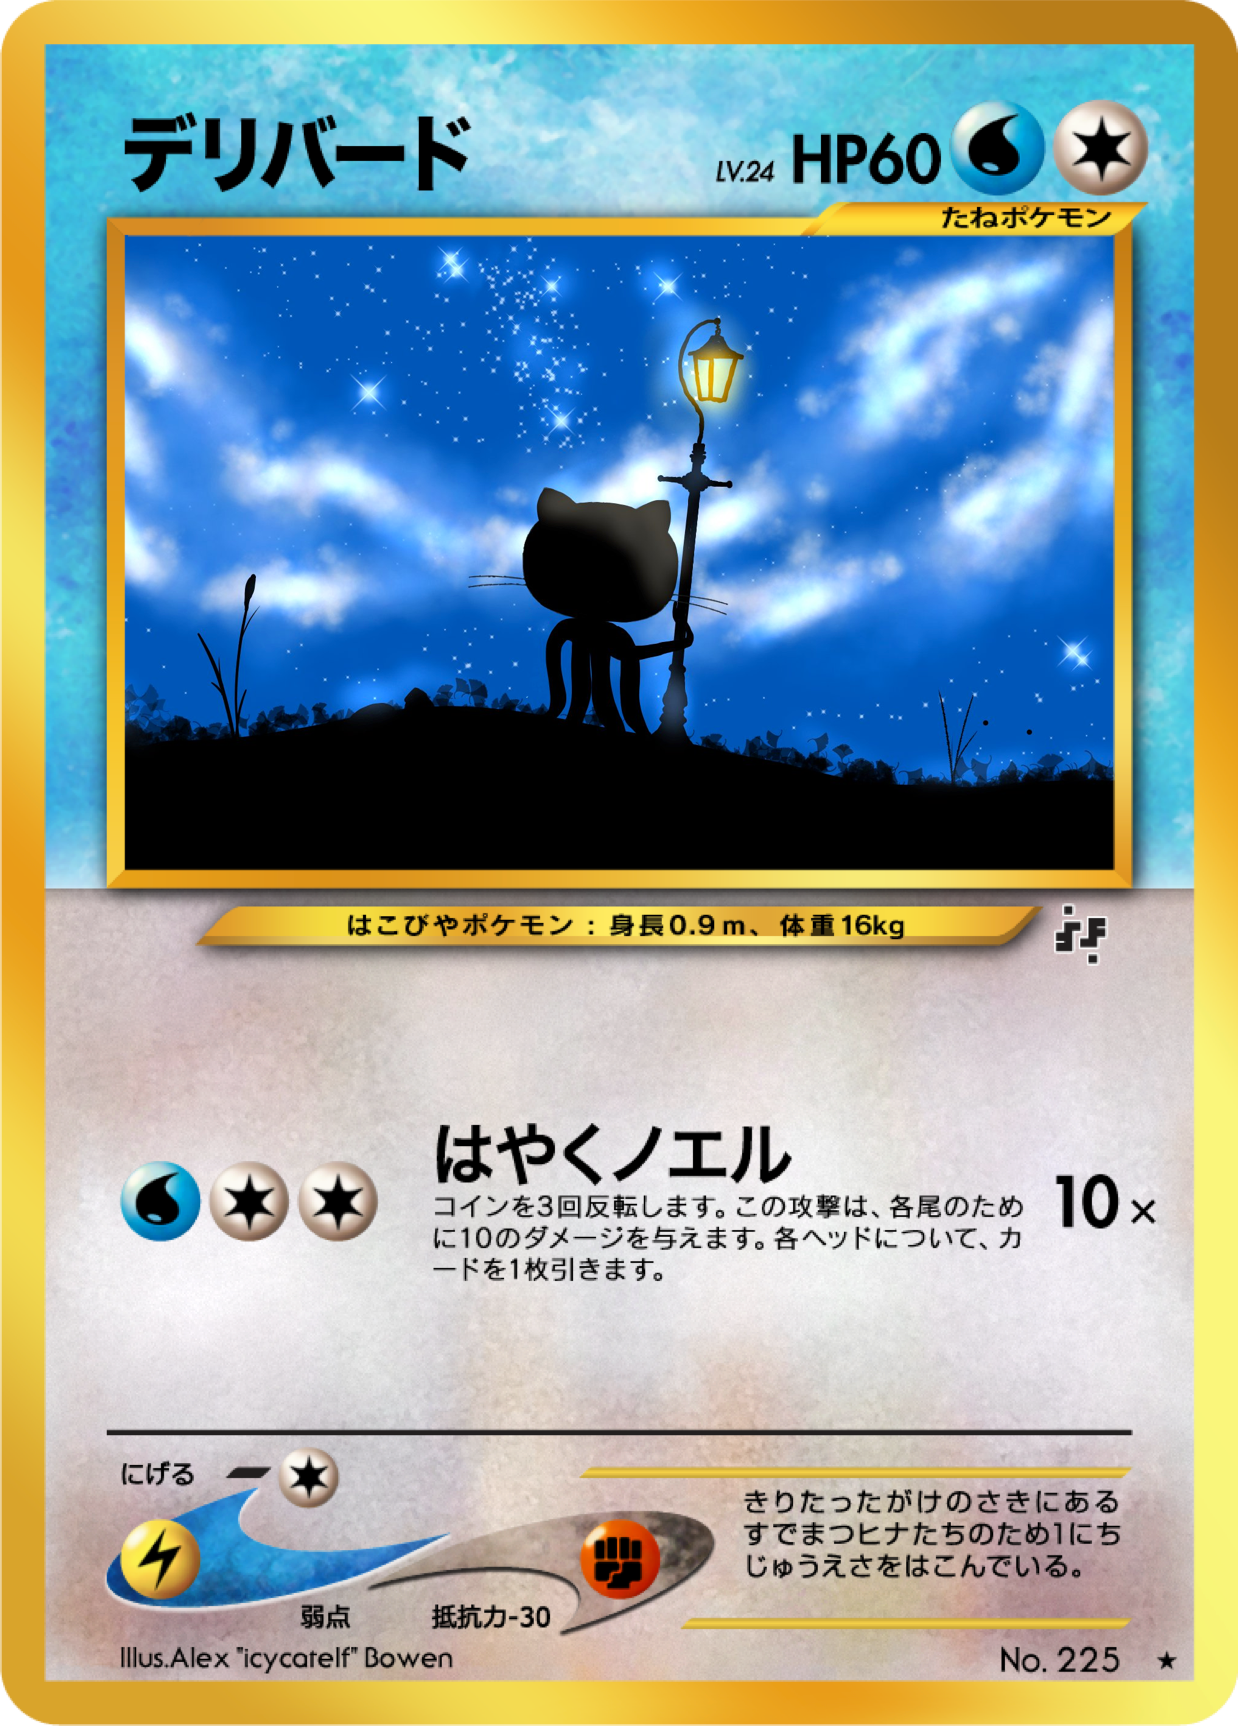 デリバード
LV.24 HP60
たねポケモン
はこびやポケモン：身長0.9m、体重16kg
はやくノエル
コインを3回反転します。この攻撃は、各尾のため
に10のダメージを与えます。各ヘッドについて、カ
ードを1枚引きます。
10×
にげる
弱点
抵抗力-30
きりたったがけのさきにある
すでまつヒナたちのため1にち
じゅうえさをはこんでいる。
Illus.Alex "icycatelf" Bowen
No. 225 ★